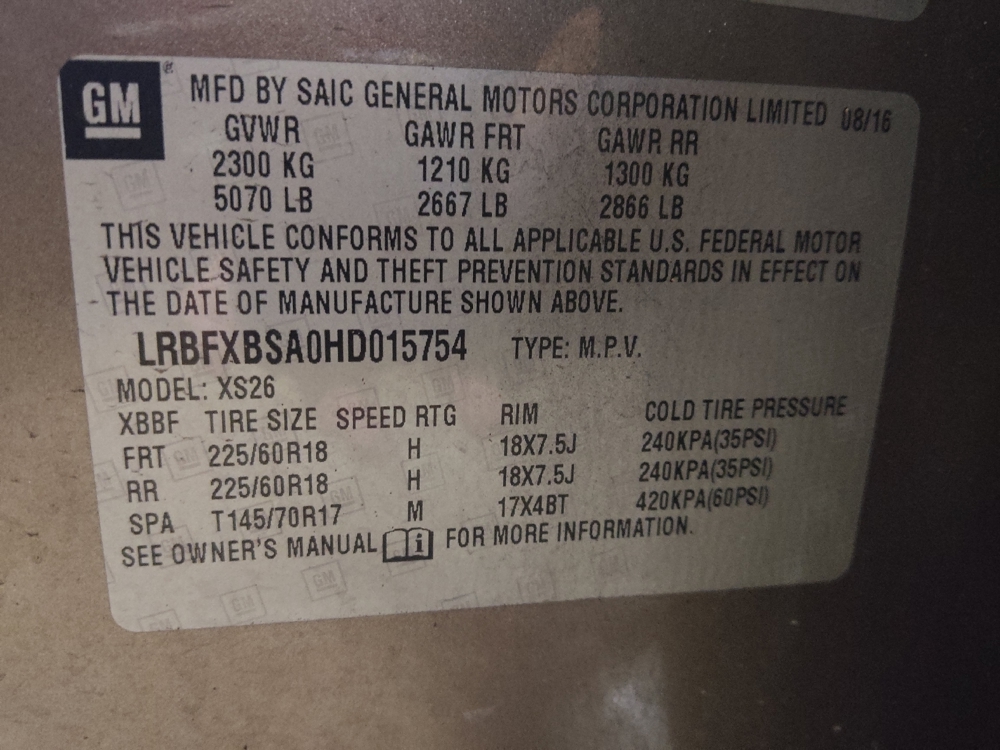 GM® MFD BY SAIC GENERAL MOTORS CORPORATION LIMITED 08/16
GVWR GAWR FRT GAWR RR
2300 KG 1210 KG 1300 KG
5070 LB 2667 LB 2866 LB
THIS VEHICLE CONFORMS TO ALL APPLICABLE U.S. FEDERAL MOTOR
VEHICLE SAFETY AND THEFT PREVENTION STANDARDS IN EFFECT ON
THE DATE OF MANUFACTURE SHOWN ABOVE.
LRBFXBSA0HD015754 TYPE: M.P.V.
MODEL: XS26
XBBF TIRE SIZE SPEED RTG RIM COLD TIRE PRESSURE
FRT 225/60R18 H 18X7.5J 240KPA(35PSI)
RR 225/60R18 H 18X7.5J 240KPA(35PSI)
SPA T145/70R17 M 17X4BT 420KPA(60PSI)
SEE OWNER'S MANUAL i FOR MORE INFORMATION.